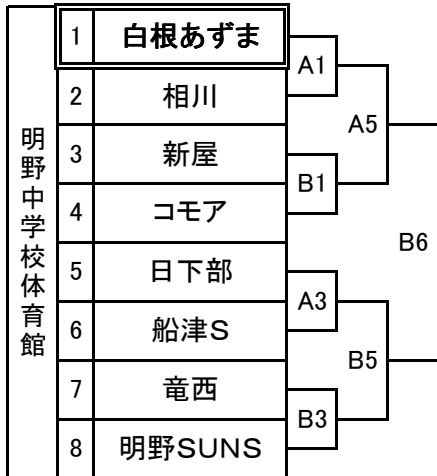 明野中学校体育館
1 白根あずま
2 相川
3 新屋
4 コモア
5 日下部
6 船津S
7 竜西
8 明野SUNS
A1
B1
A3
B3
A5
B5
B6